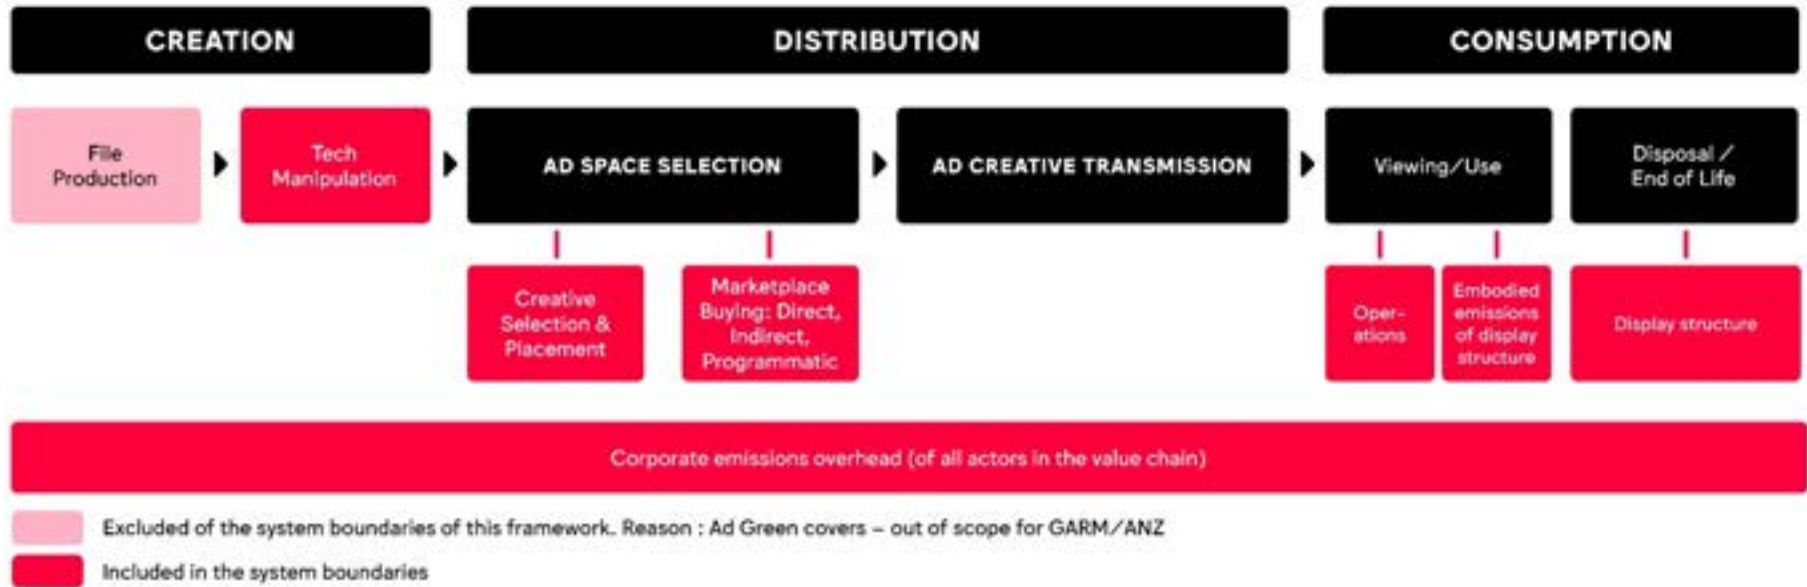 CREATION
DISTRIBUTION
CONSUMPTION
File
Production
Tech
Manipulation
AD SPACE SELECTION
AD CREATIVE TRANSMISSION
Viewing/Use
Disposal /
End of Life
Creative
Selection &
Placement
Marketplace
Buying: Direct,
Indirect,
Programmatic
Oper-
ations
Embodied
emissions
of display
structure
Display structure
Corporate emissions overhead (of all actors in the value chain)
Excluded of the system boundaries of this framework. Reason : Ad Green covers – out of scope for GARM/ANZ
Included in the system boundaries